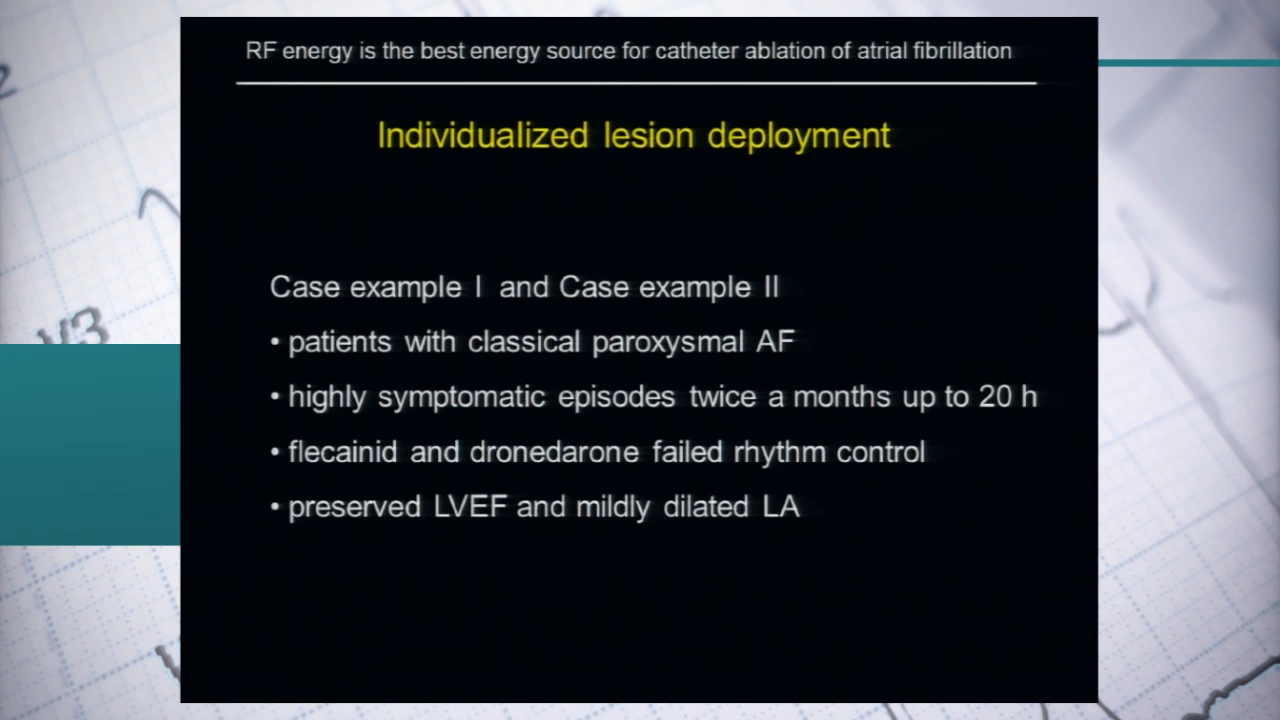 RF energy is the best energy source for catheter ablation of atrial fibrillation
Individualized lesion deployment
Case example I and Case example II
• patients with classical paroxysmal AF
• highly symptomatic episodes twice a months up to 20 h
• flecainid and dronedarone failed rhythm control
• preserved LVEF and mildly dilated LA
V3
2